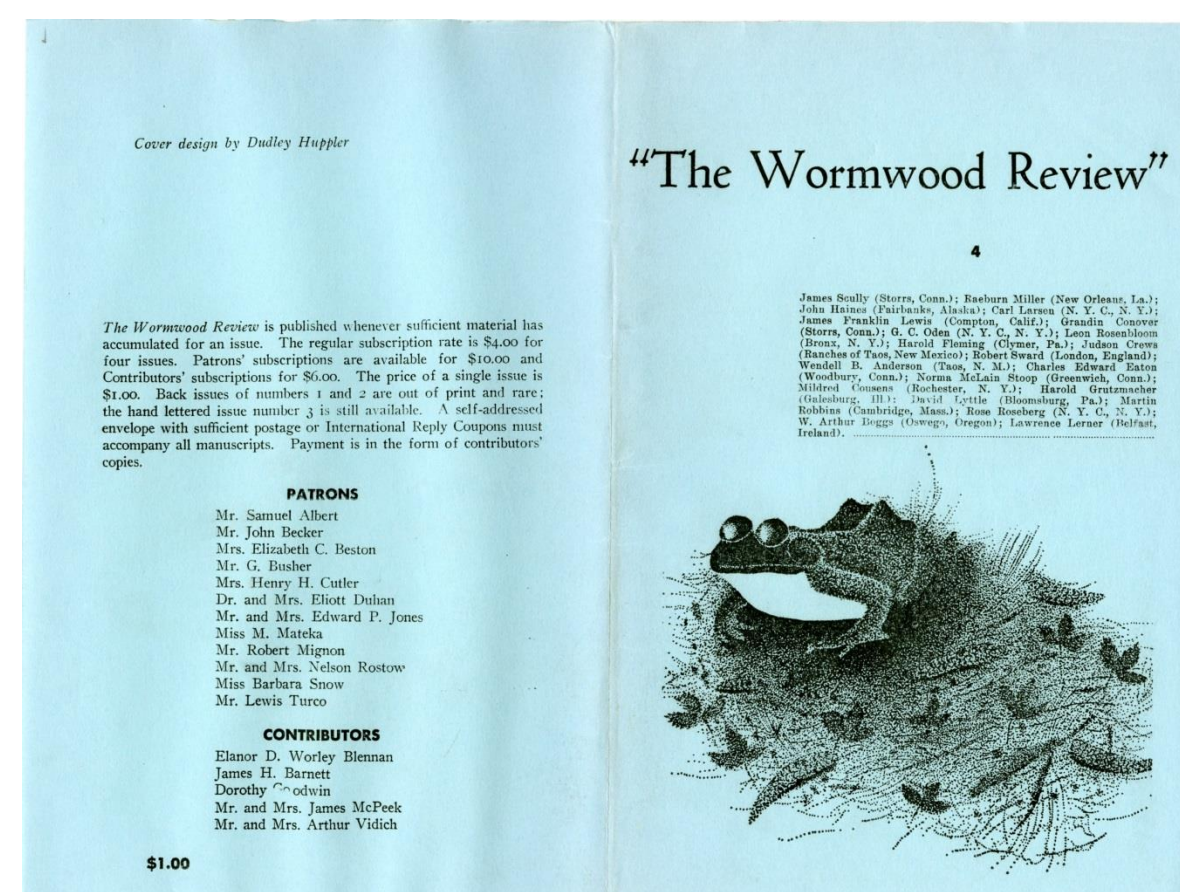 Cover design by Dudley Huppler
The Wormwood Review is published whenever sufficient material has
accumulated for an issue. The regular subscription rate is $4.00 for
four issues. Patrons' subscriptions are available for $10.00 and
Contributors' subscriptions for $6.00. The price of a single issue is
$1.00. Back issues of numbers 1 and 2 are out of print and rare;
the hand lettered issue number 3 is still available. A self-addressed
envelope with sufficient postage or International Reply Coupons must
accompany all manuscripts. Payment is in the form of contributors'
copies.
PATRONS
Mr. Samuel Albert
Mr. John Becker
Mrs. Elizabeth C. Beston
Mr. G. Busher
Mrs. Henry H. Cutler
Dr. and Mrs. Eliott Duhan
Mr. and Mrs. Edward P. Jones
Miss M. Mateka
Mr. Robert Mignon
Mr. and Mrs. Nelson Rostow
Miss Barbara Snow
Mr. Lewis Turco
CONTRIBUTORS
Elanor D. Worley Blennan
James H. Barnett
Dorothy
Mr. and Mrs. James McPeek
Mr. and Mrs. Arthur Vidich
$1.00
"The Wormwood Review"
4
James Scully (Storrs, Conn.); Raeburn Miller (New Orleans, La.);
John Haines (Fairbanks, Alaska); Carl Larsen (N. Y. C., N. Y.);
James Franklin Lewis (Compton, Calif.); Grandin Conover
(Storrs, Conn.); G. C. Oden (N. Y. C., N. Y.); Leon Rosenbloom
(Bronx, N. Y.); Harold Fleming (Clymer, Pa.); Judson Crews
(Ranches of Taos, New Mexico); Robert Sward (London, England);
Wendell B. Anderson (Taos, N. M.); Charles Edward Eaton
(Woodbury, Conn.); Norma McLain Stoop (Greenwich, Conn.);
Mildred Cousens (Rochester, N. Y.); Harold Grutzmacher
(Galesburg, Ill.); David Lyttle (Bloomsburg, Pa.); Martin
Robbins (Cambridge, Mass.); Rose Roseberg (N. Y. C., N. Y.);
W. Arthur Boggs (Oswego, Oregon); Lawrence Lerner (Belfast,
Ireland).